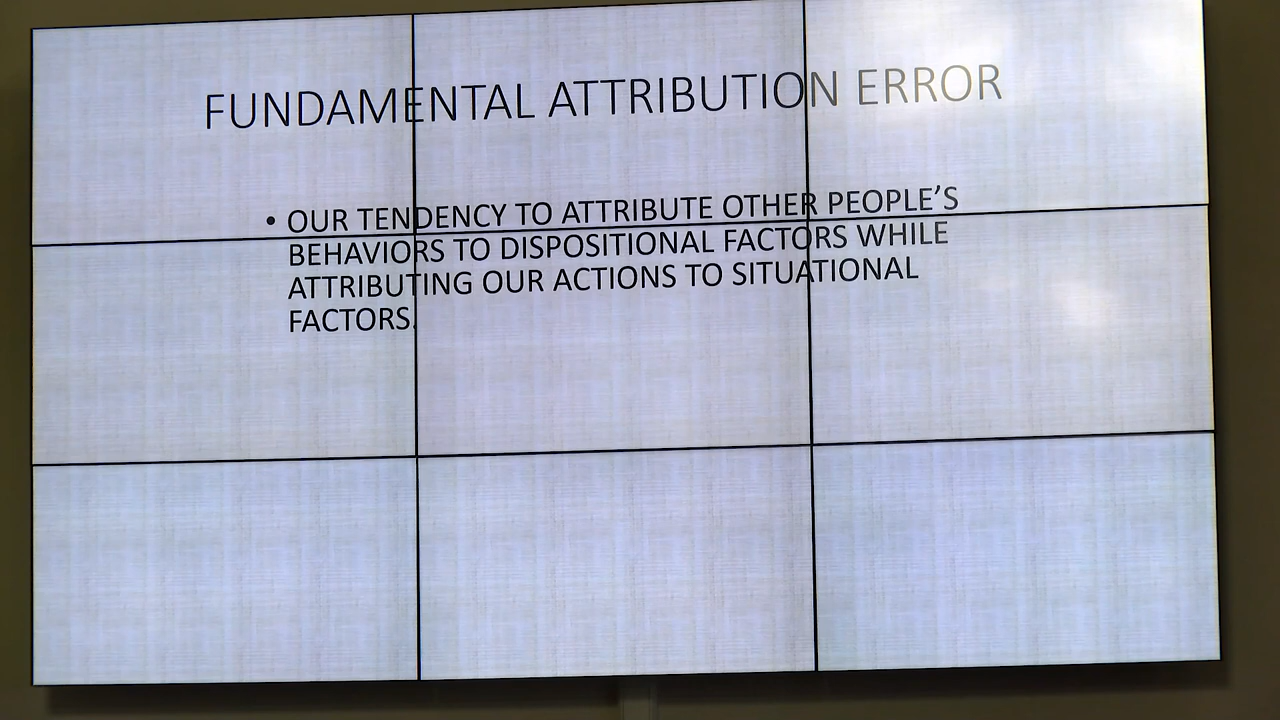 FUNDAMENTAL ATTRIBUTION ERROR
• OUR TENDENCY TO ATTRIBUTE OTHER PEOPLE’S
BEHAVIORS TO DISPOSITIONAL FACTORS WHILE
ATTRIBUTING OUR ACTIONS TO SITUATIONAL
FACTORS.